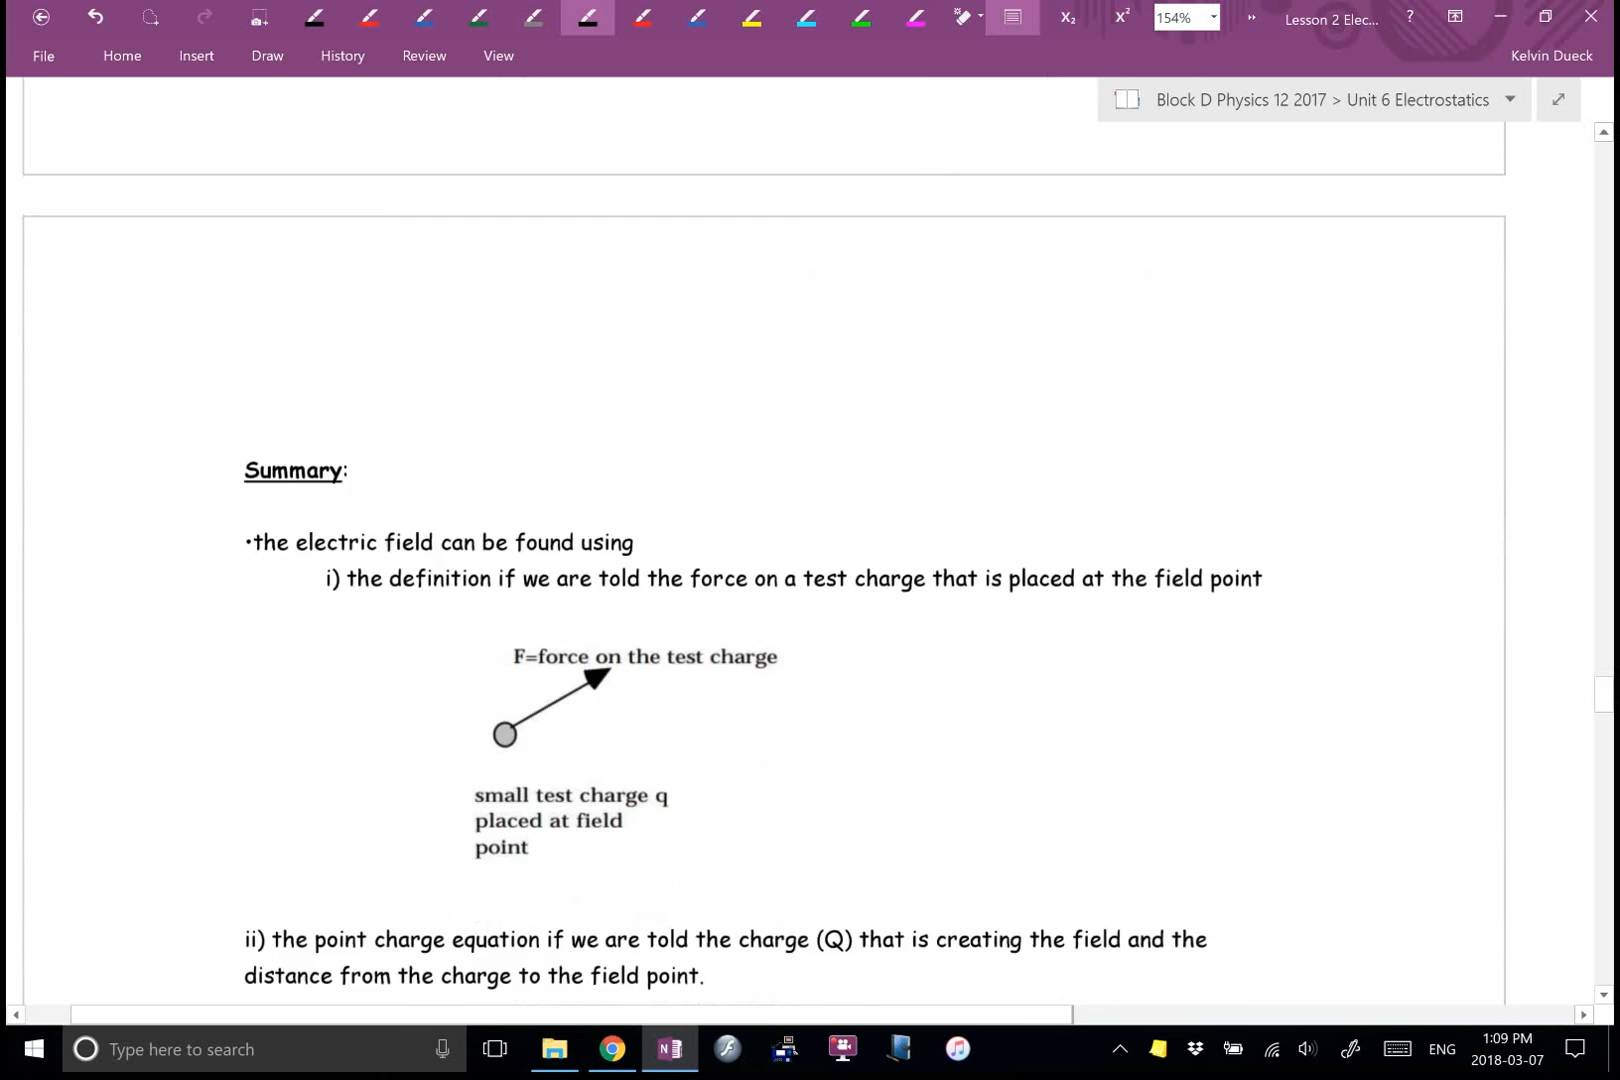 X₂
X²
154%
Lesson 2 Elec...
?
File
Home
Insert
Draw
History
Review
View
Kelvin Dueck
Block D Physics 12 2017 > Unit 6 Electrostatics
Summary:
•the electric field can be found using
i) the definition if we are told the force on a test charge that is placed at the field point
F=force on the test charge
small test charge q
placed at field
point
ii) the point charge equation if we are told the charge (Q) that is creating the field and the
distance from the charge to the field point.
Type here to search
N
ENG
1:09 PM
2018-03-07